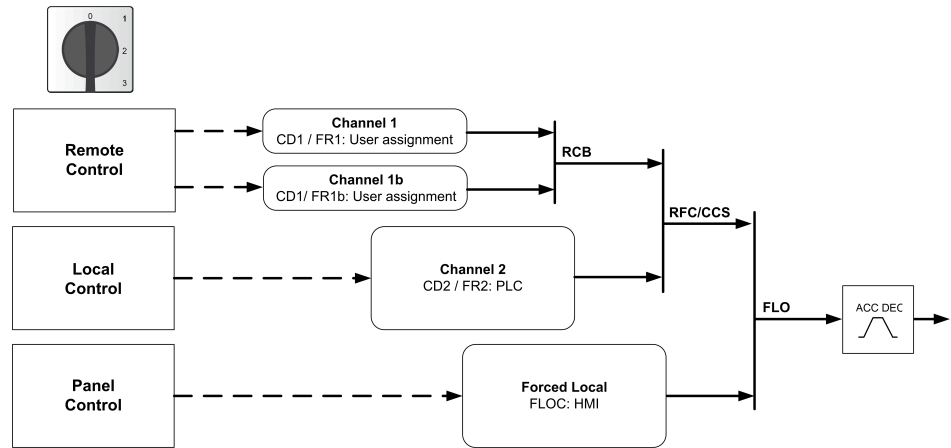 0
1
2
3
Remote
Control
Channel 1
CD1 / FR1: User assignment
Channel 1b
CD1/ FR1b: User assignment
RCB
RFC/CCS
Local
Control
Channel 2
CD2 / FR2: PLC
FLO
ACC DEC
Panel
Control
Forced Local
FLOC: HMI